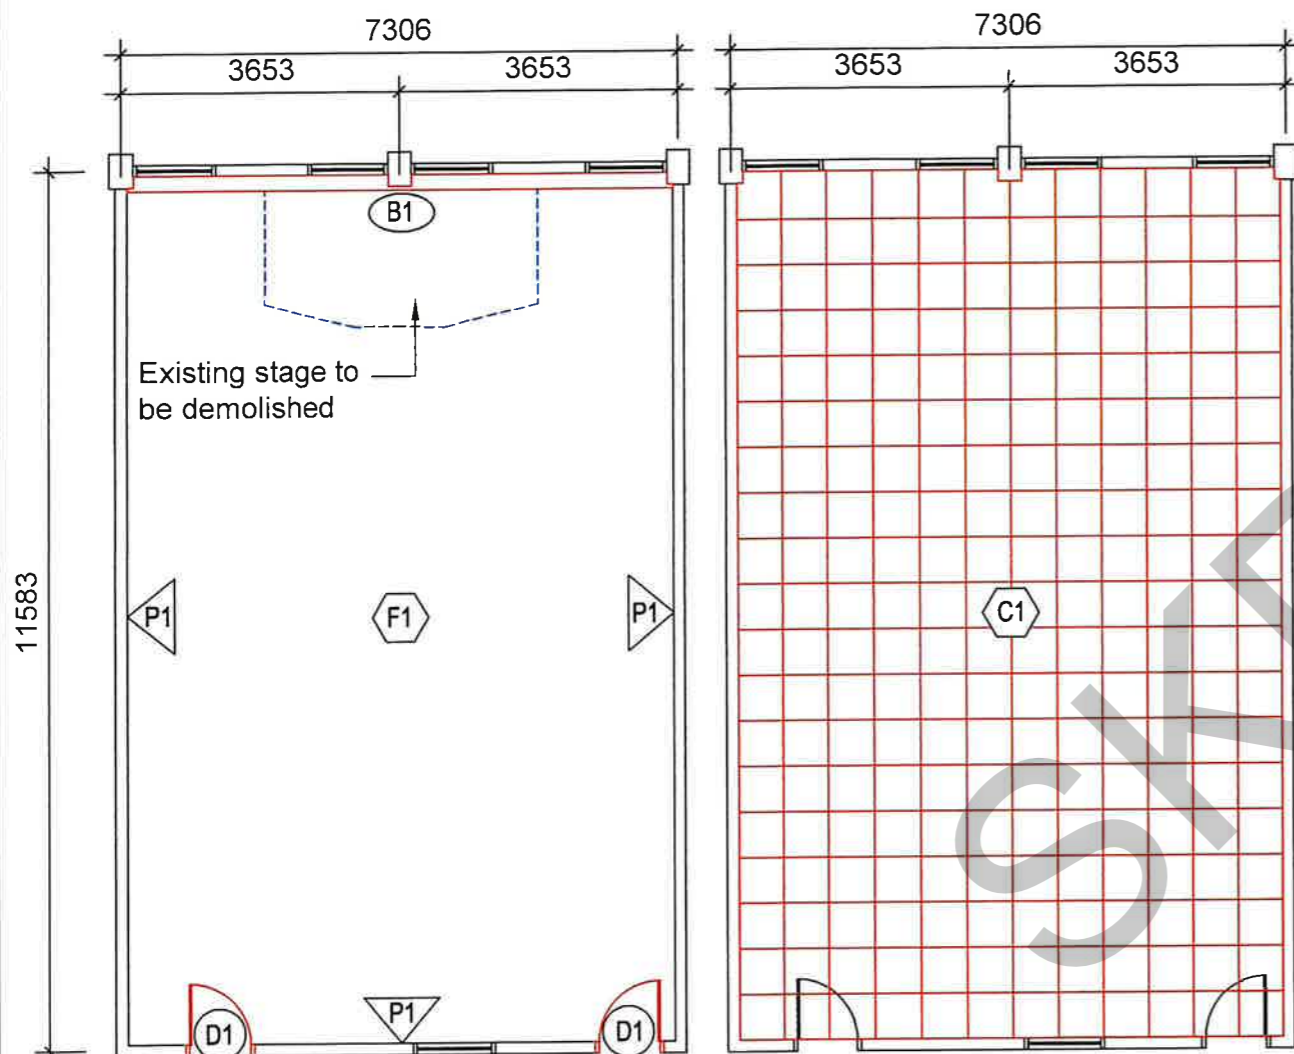 7306
3653 3653
7306
3653 3653
B1
Existing stage to
be demolished
11583
P1
F1
P1
C1
P1
D1
D1
SK